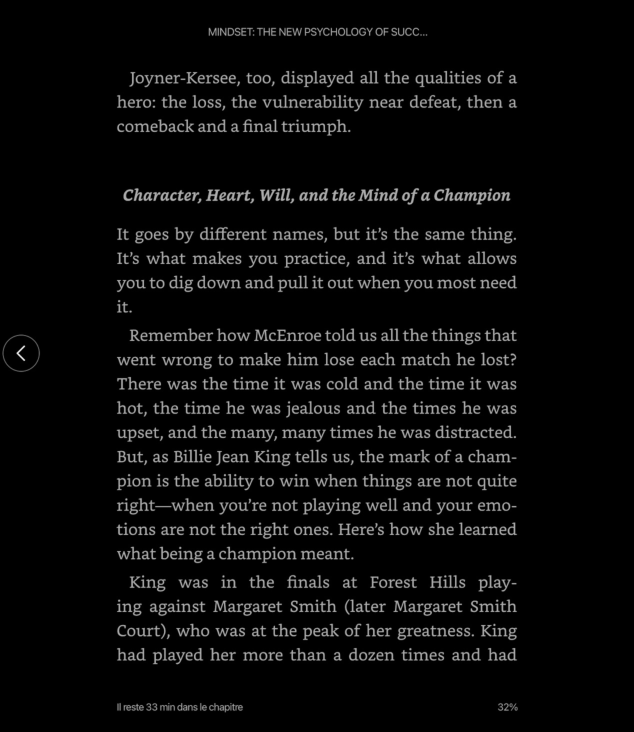 MINDSET: THE NEW PSYCHOLOGY OF SUCC...
Joyner-Kersee, too, displayed all the qualities of a
hero: the loss, the vulnerability near defeat, then a
comeback and a final triumph.
Character, Heart, Will, and the Mind of a Champion
It goes by different names, but it’s the same thing.
It’s what makes you practice, and it’s what allows
you to dig down and pull it out when you most need
it.
Remember how McEnroe told us all the things that
went wrong to make him lose each match he lost?
There was the time it was cold and the time it was
hot, the time he was jealous and the times he was
upset, and the many, many times he was distracted.
But, as Billie Jean King tells us, the mark of a cham-
pion is the ability to win when things are not quite
right—when you’re not playing well and your emo-
tions are not the right ones. Here’s how she learned
what being a champion meant.
King was in the finals at Forest Hills play-
ing against Margaret Smith (later Margaret Smith
Court), who was at the peak of her greatness. King
had played her more than a dozen times and had
Il reste 33 min dans le chapitre
32%